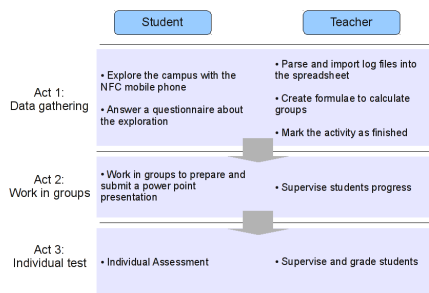 Student
Teacher
Act 1:
Data gathering
• Explore the campus with the
NFC mobile phone
• Answer a questionnaire about
the exploration
• Parse and import log files into
the spreadsheet
• Create formulae to calculate
groups
• Mark the activity as finished
Act 2:
Work in groups
• Work in groups to prepare and
submit a power point
presentation
• Supervise students progress
Act 3:
Individual test
• Individual Assessment
• Supervise and grade students